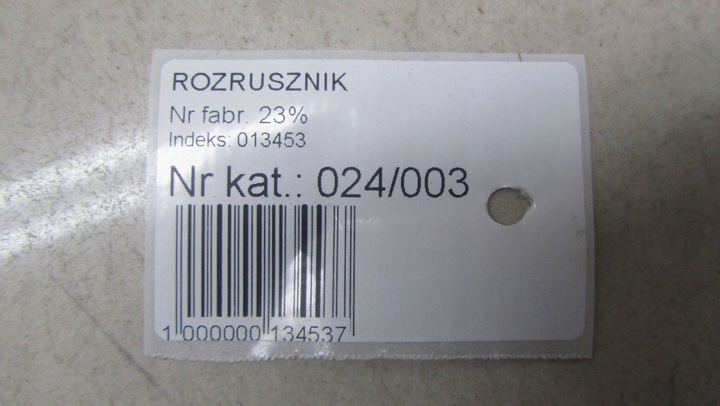 ROZRUSZNIK
Nr fabr. 23%
Indeks: 013453
Nr kat.: 024/003
1 000000 134537